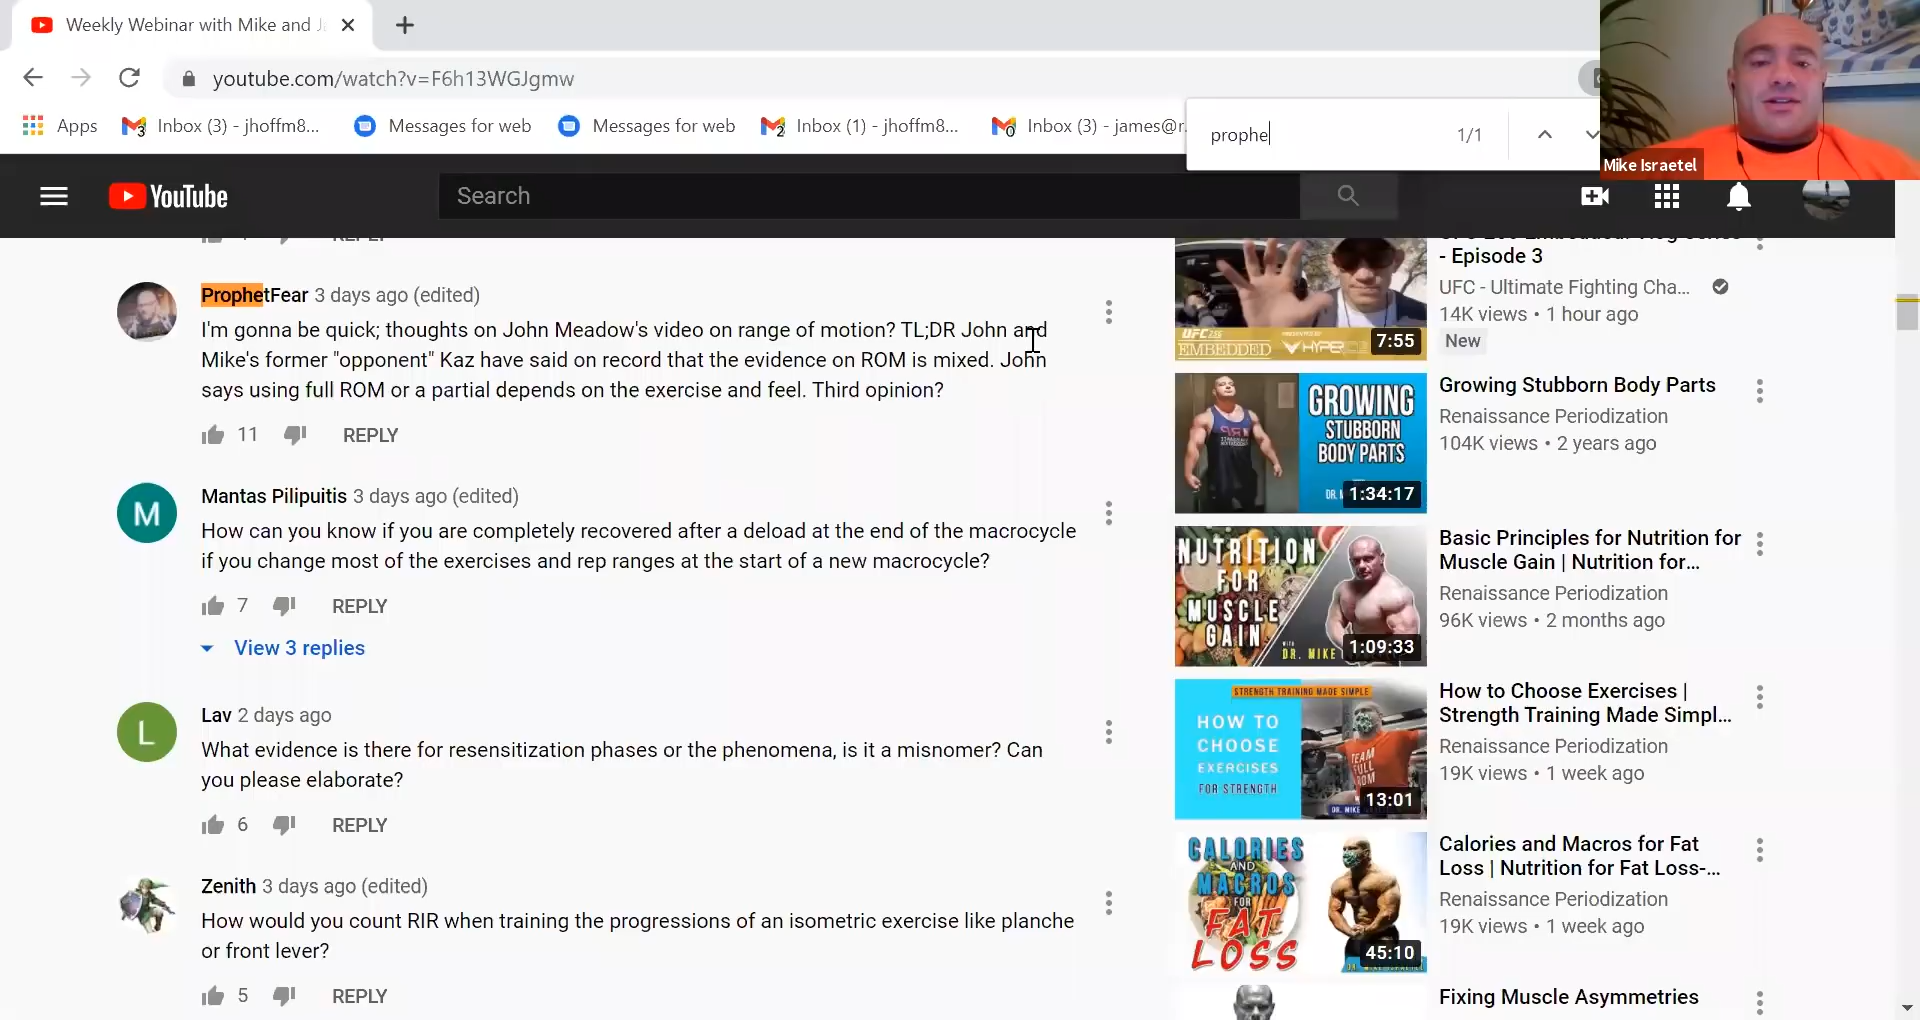 Weekly Webinar with Mike and J
youtube.com/watch?v=F6h13WGJgmw
Apps
Inbox (3) - jhoffm8...
Messages for web
Messages for web
Inbox (1) - jhoffm8...
Inbox (3) - james@r
prophe
1/1
Mike Israetel
YouTube
Search
ProphetFear 3 days ago (edited)
I'm gonna be quick; thoughts on John Meadow's video on range of motion? TL;DR John and
Mike's former "opponent" Kaz have said on record that the evidence on ROM is mixed. John
says using full ROM or a partial depends on the exercise and feel. Third opinion?
11 REPLY
Mantas Pilipuitis 3 days ago (edited)
How can you know if you are completely recovered after a deload at the end of the macrocycle
if you change most of the exercises and rep ranges at the start of a new macrocycle?
7 REPLY
View 3 replies
L
Lav 2 days ago
What evidence is there for resensitization phases or the phenomena, is it a misnomer? Can
you please elaborate?
6 REPLY
Zenith 3 days ago (edited)
How would you count RIR when training the progressions of an isometric exercise like planche
or front lever?
5 REPLY
M
- Episode 3
UFC - Ultimate Fighting Cha...
14K views • 1 hour ago
New
UFC
EMBEDDED
7:55
Growing Stubborn Body Parts
Renaissance Periodization
104K views • 2 years ago
GROWING
STUBBORN
BODY PARTS
1:34:17
Basic Principles for Nutrition for
Muscle Gain | Nutrition for...
Renaissance Periodization
96K views • 2 months ago
NUTRITION
FOR
MUSCLE
GAIN
WITH
DR. MIKE
1:09:33
How to Choose Exercises |
Strength Training Made Simpl...
Renaissance Periodization
19K views • 1 week ago
STRENGTH TRAINING MADE SIMPLE
HOW TO
CHOOSE
EXERCISES
FOR STRENGTH
TEAM
FULL
ROM
13:01
Calories and Macros for Fat
Loss | Nutrition for Fat Loss-...
Renaissance Periodization
19K views • 1 week ago
CALORIES
AND
MACROS
FOR
FAT
LOSS
45:10
Fixing Muscle Asymmetries